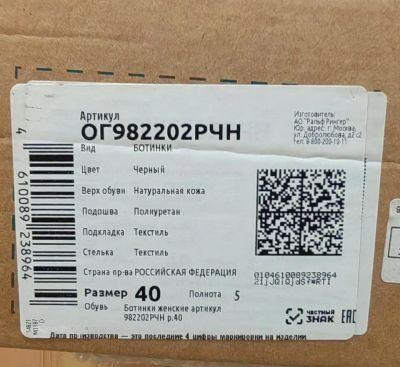 Артикул
ОГ982202РЧН
Изготовитель:
АО "Ральф Рингер"
Юр. адрес: г. Москва,
ул. Добролюбова, д2 с2
тел: 8-800-200-10-11
Вид БОТИНКИ
Цвет Черный
Верх обуви Натуральная кожа
Подошва Полиуретан
Подкладка Текстиль
Стелька Текстиль
Страна пр-ва РОССИЙСКАЯ ФЕДЕРАЦИЯ
Размер 40 Полнота 5
Обувь Ботинки женские артикул
982202РЧН р.40
4 610089 238964
0104610089238964
ЧЕСТНЫЙ
ЗНАК EAC
Дата производства — это последние 4 цифры маркировки на изделии